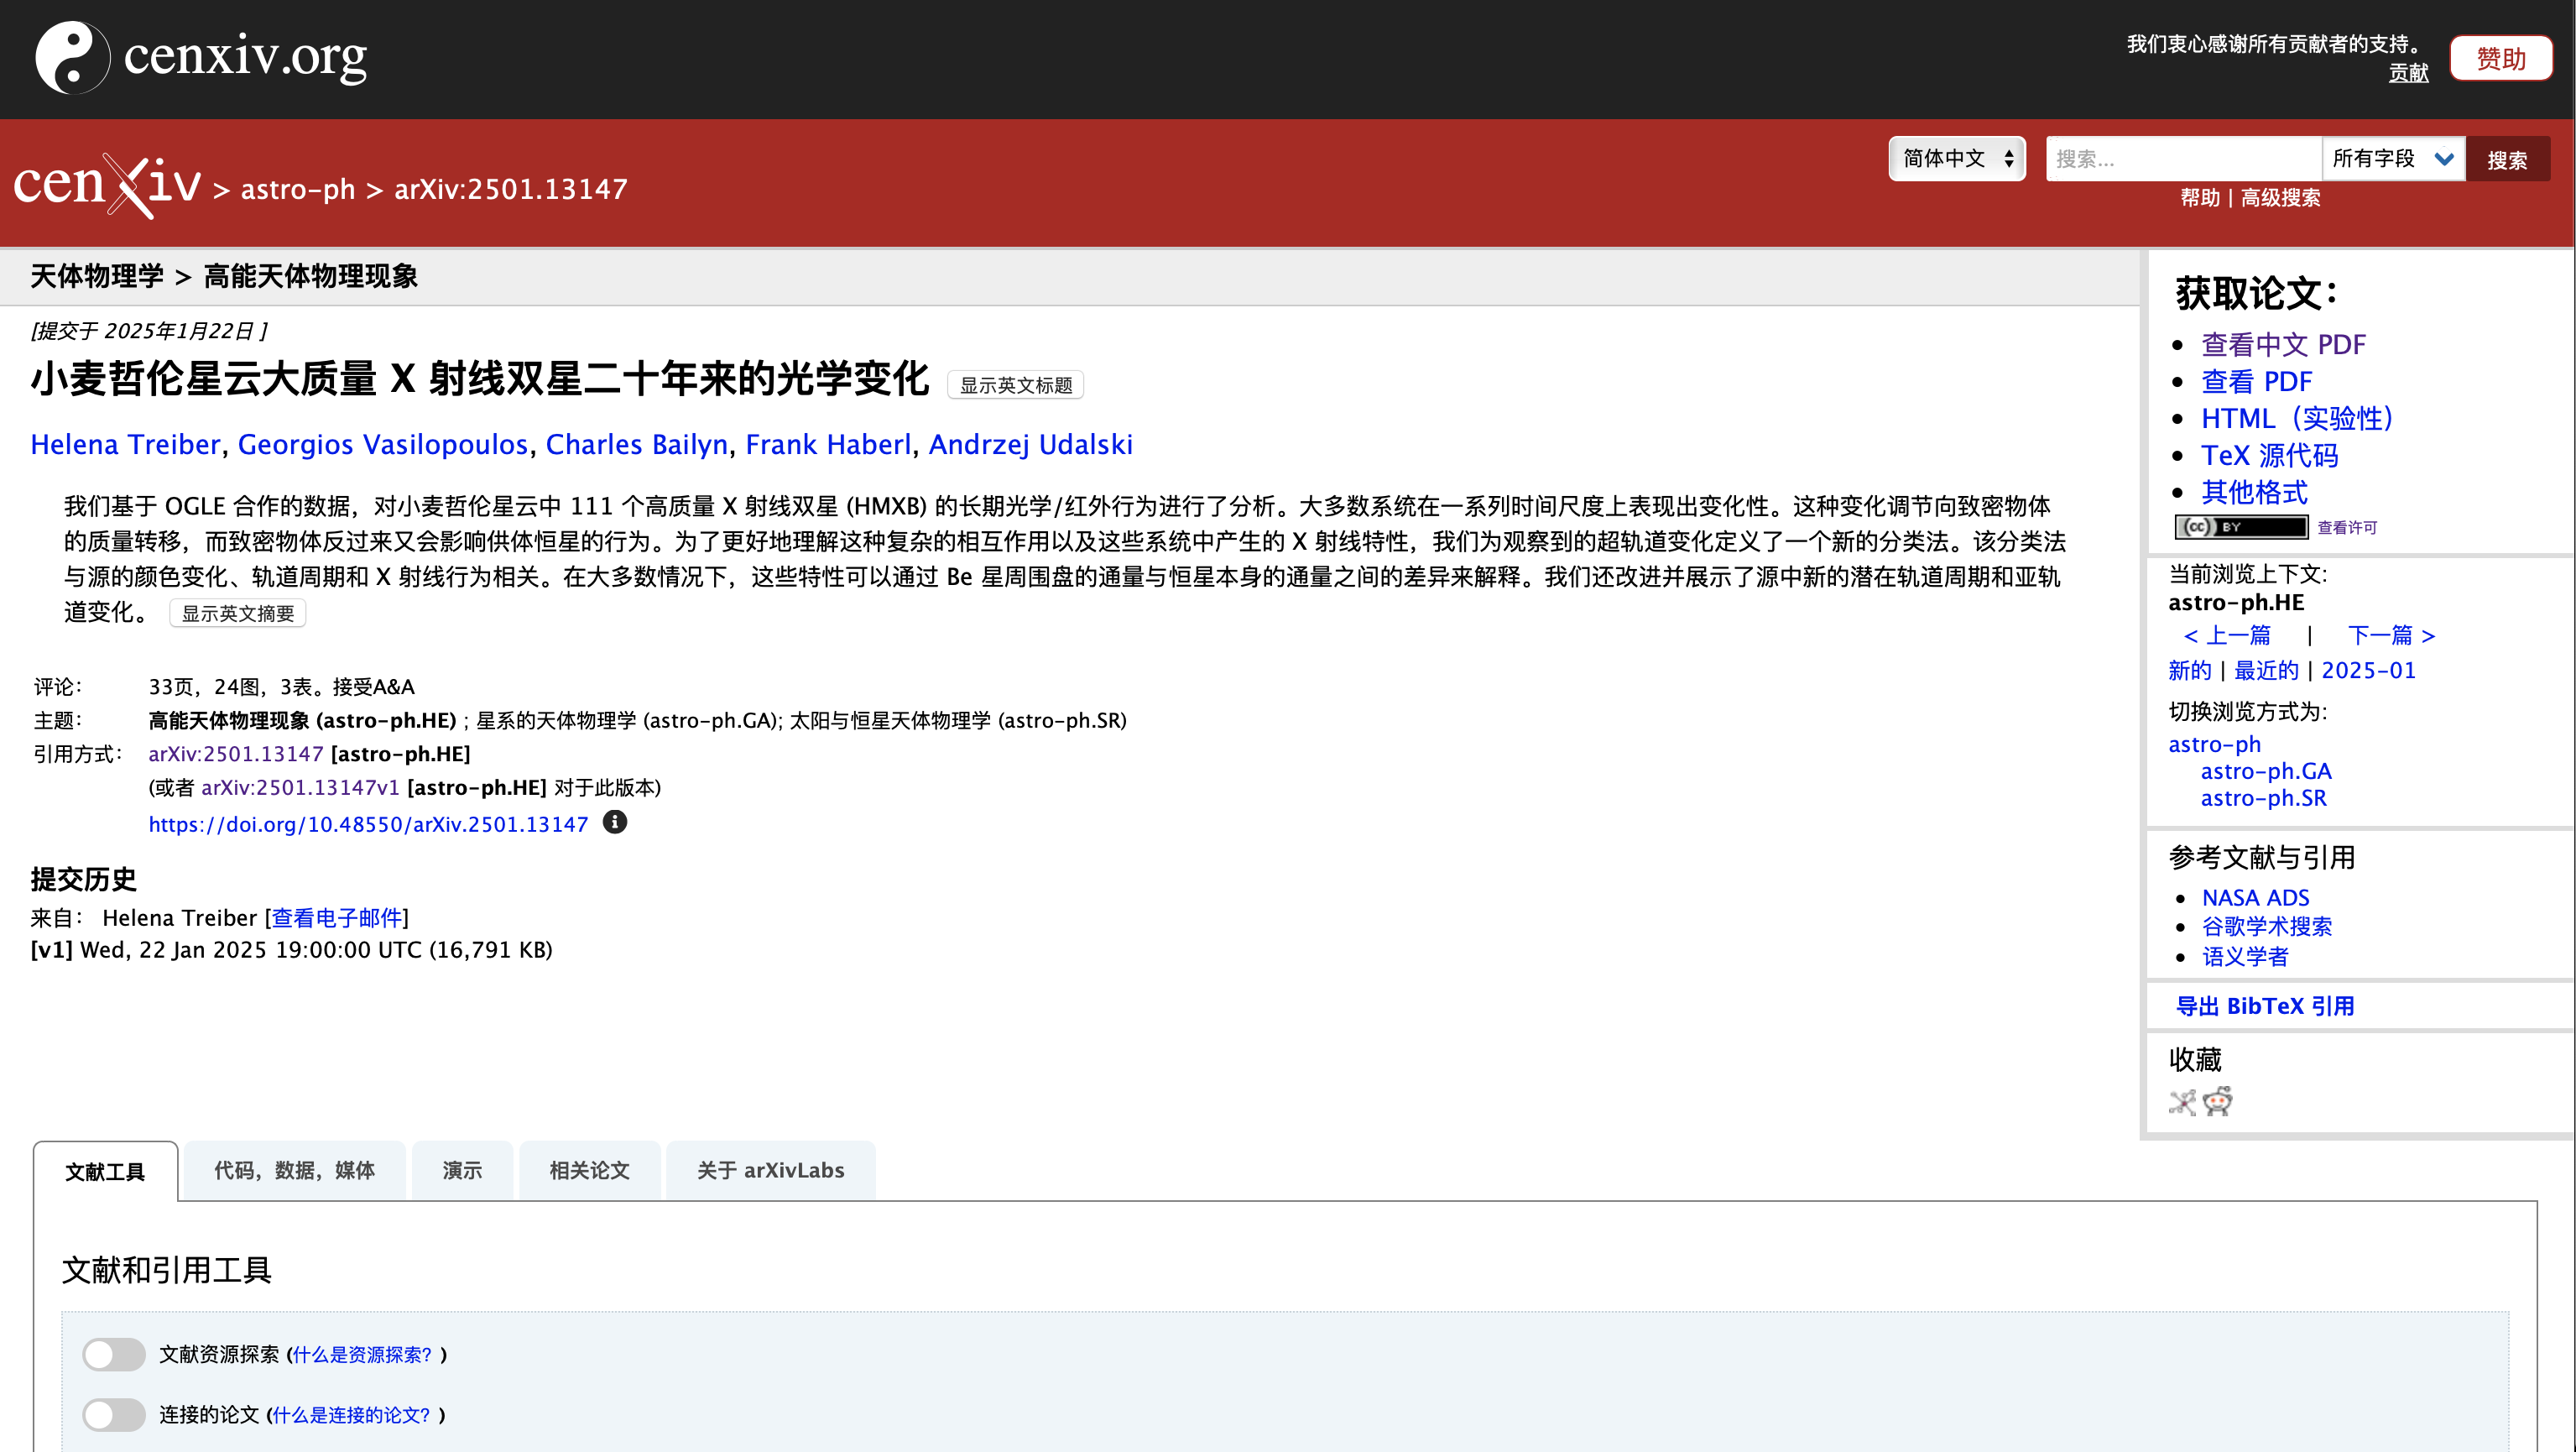 cenxiv.org
我们衷心感谢所有贡献者的支持。
贡献
赞助
cenXiv > astro-ph > arXiv:2501.13147
简体中文
搜索...
所有字段
搜索
帮助 | 高级搜索
天体物理学 > 高能天体物理现象
[提交于 2025年1月22日 ]
小麦哲伦星云大质量 X 射线双星二十年来的光学变化
显示英文标题
Helena Treiber, Georgios Vasilopoulos, Charles Bailyn, Frank Haberl, Andrzej Udalski
我们基于 OGLE 合作的数据，对小麦哲伦星云中 111 个高质量 X 射线双星 (HMXB) 的长期光学/红外行为进行了分析。大多数系统在一系列时间尺度上表现出变化性。这种变化调节向致密物体
的质量转移，而致密物体反过来又会影响供体恒星的行为。为了更好地理解这种复杂的相互作用以及这些系统中产生的 X 射线特性，我们为观察到的超轨道变化定义了一个新的分类法。该分类法
与源的颜色变化、轨道周期和 X 射线行为相关。在大多数情况下，这些特性可以通过 Be 星周围盘的通量与恒星本身的通量之间的差异来解释。我们还改进并展示了源中新的潜在轨道周期和亚轨
道变化。 显示英文摘要
评论： 33页，24图，3表。接受A&A
主题： 高能天体物理现象 (astro-ph.HE) ; 星系的天体物理学 (astro-ph.GA); 太阳与恒星天体物理学 (astro-ph.SR)
引用方式： arXiv:2501.13147 [astro-ph.HE]
(或者 arXiv:2501.13147v1 [astro-ph.HE] 对于此版本)
https://doi.org/10.48550/arXiv.2501.13147
提交历史
来自： Helena Treiber [查看电子邮件]
[v1] Wed, 22 Jan 2025 19:00:00 UTC (16,791 KB)
获取论文：
查看中文 PDF
查看 PDF
HTML（实验性）
TeX 源代码
其他格式
(cc) BY 查看许可
当前浏览上下文:
astro-ph.HE
< 上一篇 | 下一篇 >
新的 | 最近的 | 2025-01
切换浏览方式为:
astro-ph
astro-ph.GA
astro-ph.SR
参考文献与引用
NASA ADS
谷歌学术搜索
语义学者
导出 BibTeX 引用
收藏
文献工具
代码，数据，媒体
演示
相关论文
关于 arXivLabs
文献和引用工具
文献资源探索 (什么是资源探索? )
连接的论文 (什么是连接的论文? )